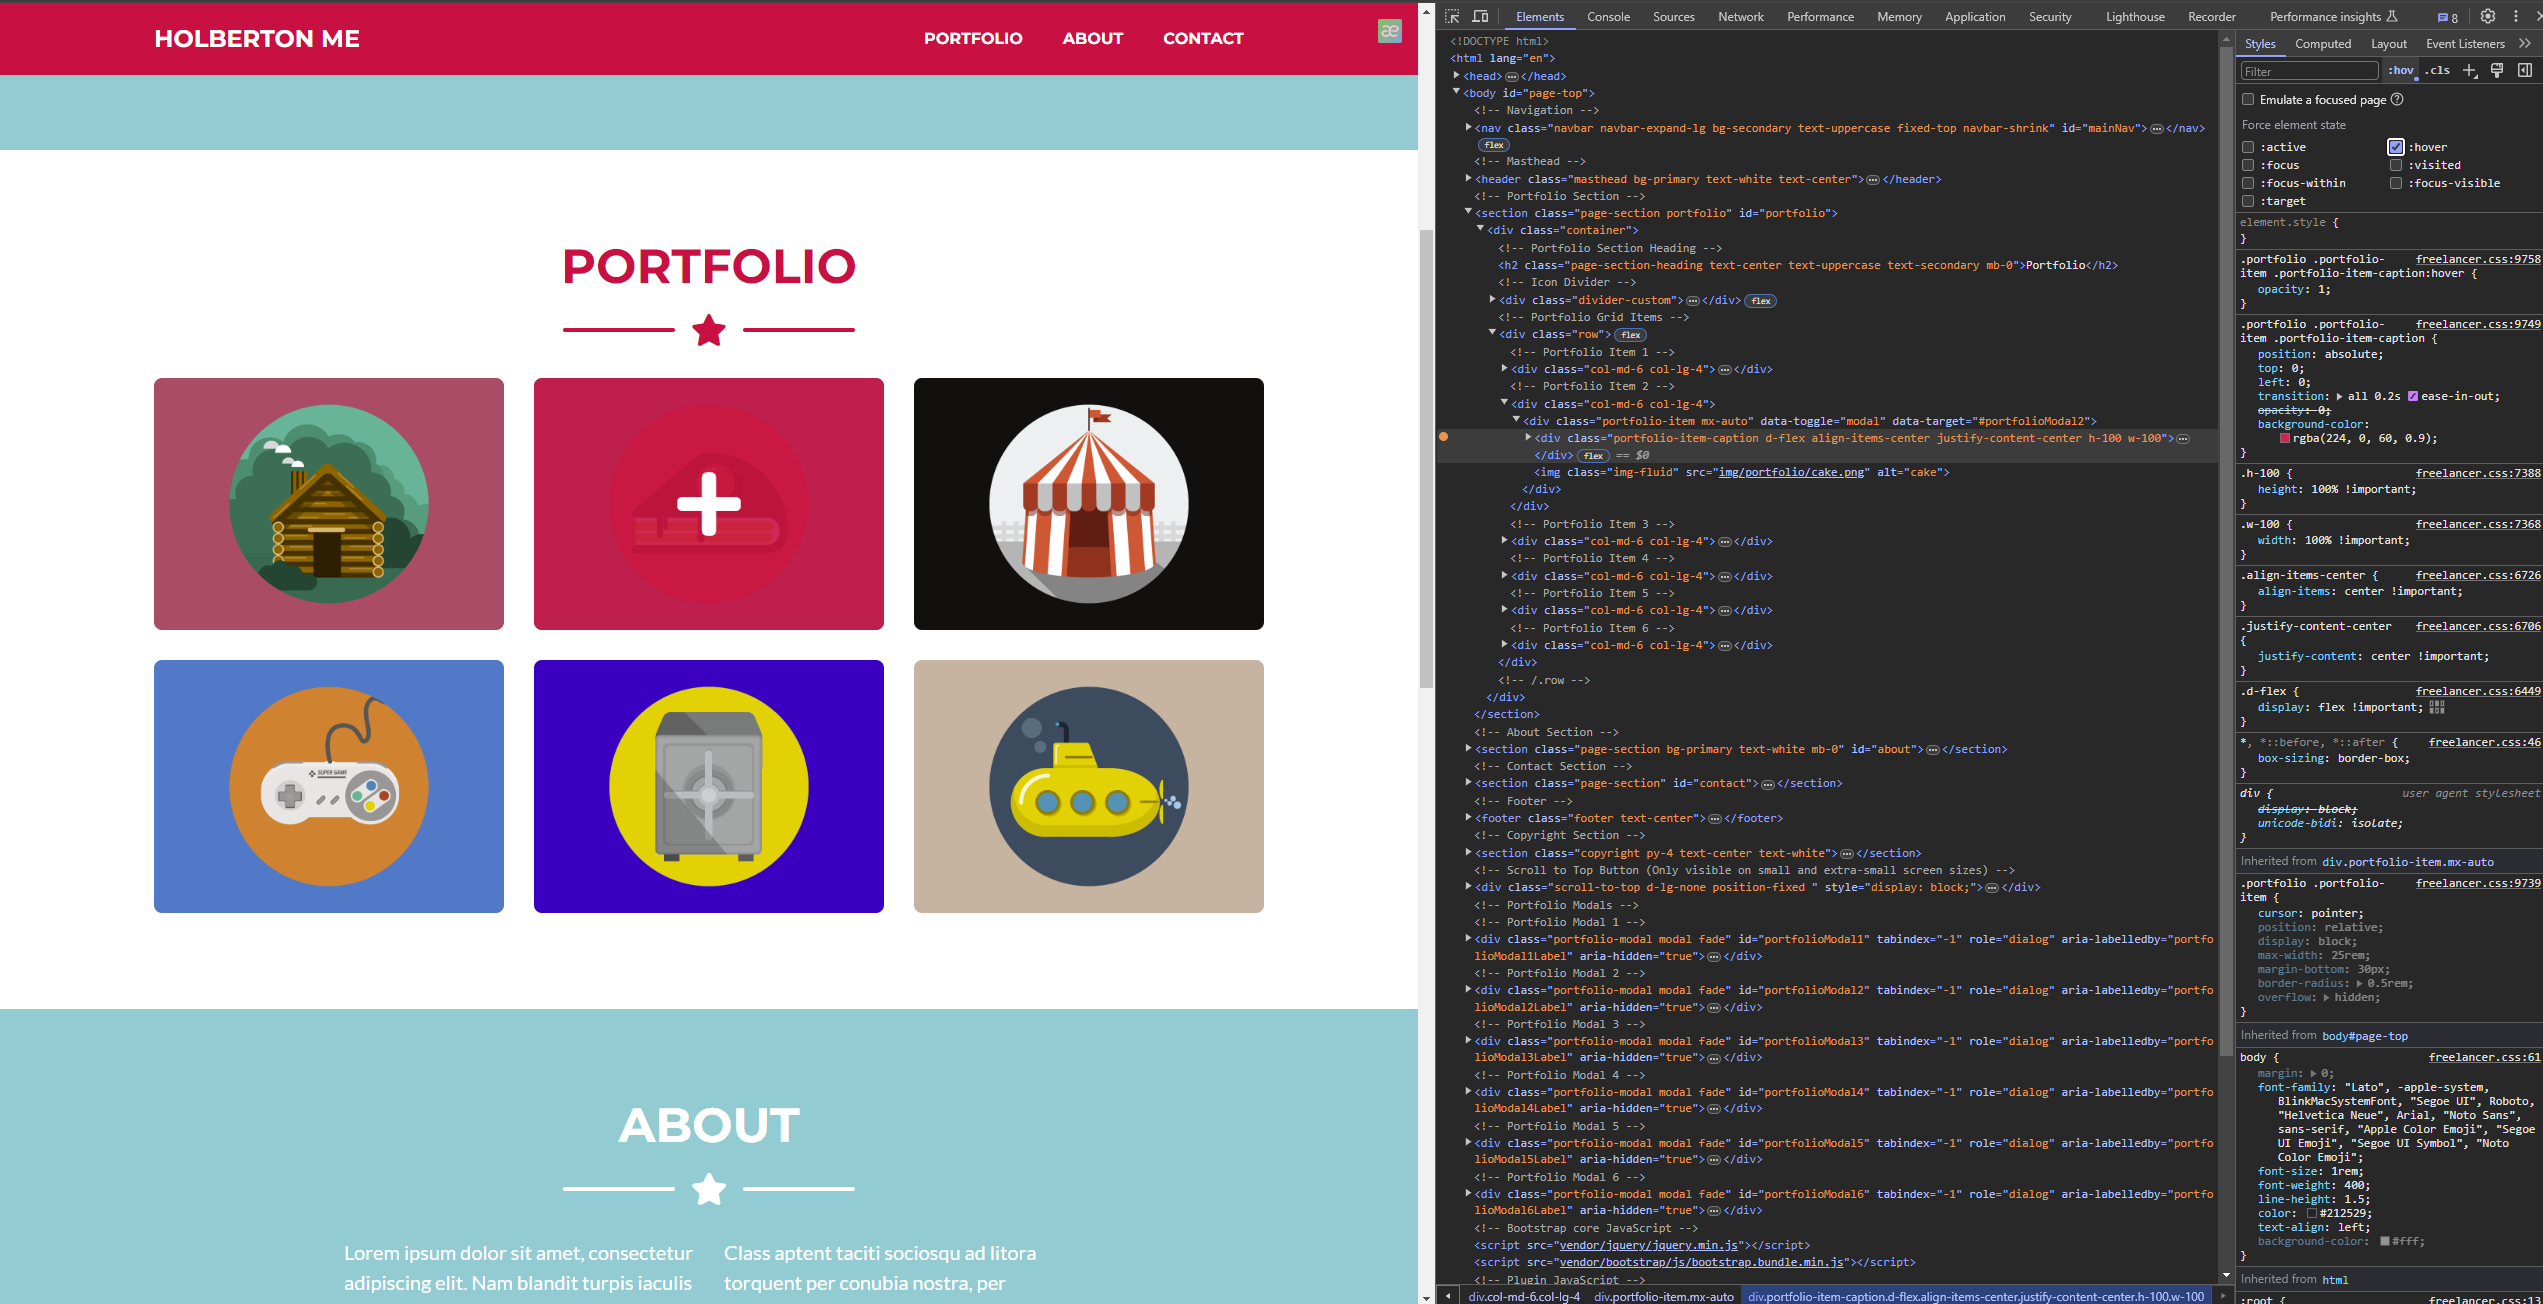 HOLBERTON ME
PORTFOLIO ABOUT CONTACT
æ
PORTFOLIO
SUPER GAME
ABOUT
Lorem ipsum dolor sit amet, consectetur
adipiscing elit. Nam blandit turpis iaculis
Class aptent taciti sociosqu ad litora
torquent per conubia nostra, per
Elements Console Sources Network Performance Memory Application Security Lighthouse Recorder Performance insights 8
<!DOCTYPE html>
<html lang="en">
<head></head>
<body id="page-top">
<!-- Navigation -->
<nav class="navbar navbar-expand-lg bg-secondary text-uppercase fixed-top navbar-shrink" id="mainNav"></nav>
flex
<!-- Masthead -->
<header class="masthead bg-primary text-white text-center"></header>
<!-- Portfolio Section -->
<section class="page-section portfolio" id="portfolio">
<div class="container">
<!-- Portfolio Section Heading -->
<h2 class="page-section-heading text-center text-uppercase text-secondary mb-0">Portfolio</h2>
<!-- Icon Divider -->
<div class="divider-custom"></div> flex
<!-- Portfolio Grid Items -->
<div class="row"> flex
<!-- Portfolio Item 1 -->
<div class="col-md-6 col-lg-4"></div>
<!-- Portfolio Item 2 -->
<div class="col-md-6 col-lg-4">
<div class="portfolio-item mx-auto" data-toggle="modal" data-target="#portfolioModal2">
<div class="portfolio-item-caption d-flex align-items-center justify-content-center h-100 w-100">
</div> flex == $0
<img class="img-fluid" src="img/portfolio/cake.png" alt="cake">
</div>
</div>
<!-- Portfolio Item 3 -->
<div class="col-md-6 col-lg-4"></div>
<!-- Portfolio Item 4 -->
<div class="col-md-6 col-lg-4"></div>
<!-- Portfolio Item 5 -->
<div class="col-md-6 col-lg-4"></div>
<!-- Portfolio Item 6 -->
<div class="col-md-6 col-lg-4"></div>
</div>
<!-- /.row -->
</div>
</section>
<!-- About Section -->
<section class="page-section bg-primary text-white mb-0" id="about"></section>
<!-- Contact Section -->
<section class="page-section" id="contact"></section>
<!-- Footer -->
<footer class="footer text-center"></footer>
<!-- Copyright Section -->
<section class="copyright py-4 text-center text-white"></section>
<!-- Scroll to Top Button (Only visible on small and extra-small screen sizes) -->
<div class="scroll-to-top d-lg-none position-fixed " style="display: block;"></div>
<!-- Portfolio Modals -->
<!-- Portfolio Modal 1 -->
<div class="portfolio-modal modal fade" id="portfolioModal1" tabindex="-1" role="dialog" aria-labelledby="portfo
lioModal1Label" aria-hidden="true"></div>
<!-- Portfolio Modal 2 -->
<div class="portfolio-modal modal fade" id="portfolioModal2" tabindex="-1" role="dialog" aria-labelledby="portfo
lioModal2Label" aria-hidden="true"></div>
<!-- Portfolio Modal 3 -->
<div class="portfolio-modal modal fade" id="portfolioModal3" tabindex="-1" role="dialog" aria-labelledby="portfo
lioModal3Label" aria-hidden="true"></div>
<!-- Portfolio Modal 4 -->
<div class="portfolio-modal modal fade" id="portfolioModal4" tabindex="-1" role="dialog" aria-labelledby="portfo
lioModal4Label" aria-hidden="true"></div>
<!-- Portfolio Modal 5 -->
<div class="portfolio-modal modal fade" id="portfolioModal5" tabindex="-1" role="dialog" aria-labelledby="portfo
lioModal5Label" aria-hidden="true"></div>
<!-- Portfolio Modal 6 -->
<div class="portfolio-modal modal fade" id="portfolioModal6" tabindex="-1" role="dialog" aria-labelledby="portfo
lioModal6Label" aria-hidden="true"></div>
<!-- Bootstrap core JavaScript -->
<script src="vendor/jquery/jquery.min.js"></script>
<script src="vendor/bootstrap/js/bootstrap.bundle.min.js"></script>
<!-- Plugin JavaScript -->
div.col-md-6.col-lg-4 div.portfolio-item.mx-auto div.portfolio-item-caption.d-flex.align-items-center.justify-content-center.h-100.w-100
Styles Computed Layout Event Listeners
Filter :hov .cls
Emulate a focused page
Force element state
:active :hover
:focus :visited
:focus-within :focus-visible
:target
element.style {
}
.portfolio .portfolio- freelancer.css:9758
item .portfolio-item-caption:hover {
opacity: 1;
}
.portfolio .portfolio- freelancer.css:9749
item .portfolio-item-caption {
position: absolute;
top: 0;
left: 0;
transition: all 0.2s ease-in-out;
opacity: 0;
background-color:
rgba(224, 0, 60, 0.9);
}
.h-100 { freelancer.css:7388
height: 100% !important;
}
.w-100 { freelancer.css:7368
width: 100% !important;
}
.align-items-center { freelancer.css:6726
align-items: center !important;
}
.justify-content-center freelancer.css:6706
{
justify-content: center !important;
}
.d-flex { freelancer.css:6449
display: flex !important;
}
*, *::before, *::after { freelancer.css:46
box-sizing: border-box;
}
div { user agent stylesheet
display: block;
unicode-bidi: isolate;
}
Inherited from div.portfolio-item.mx-auto
.portfolio .portfolio- freelancer.css:9739
item {
cursor: pointer;
position: relative;
display: block;
max-width: 25rem;
margin-bottom: 30px;
border-radius: 0.5rem;
overflow: hidden;
}
Inherited from body#page-top
body { freelancer.css:61
margin: 0;
font-family: "Lato", -apple-system,
BlinkMacSystemFont, "Segoe UI", Roboto,
"Helvetica Neue", Arial, "Noto Sans",
sans-serif, "Apple Color Emoji", "Segoe
UI Emoji", "Segoe UI Symbol", "Noto
Color Emoji";
font-size: 1rem;
font-weight: 400;
line-height: 1.5;
color: #212529;
text-align: left;
background-color: #fff;
}
Inherited from html
:root { freelancer.css:13